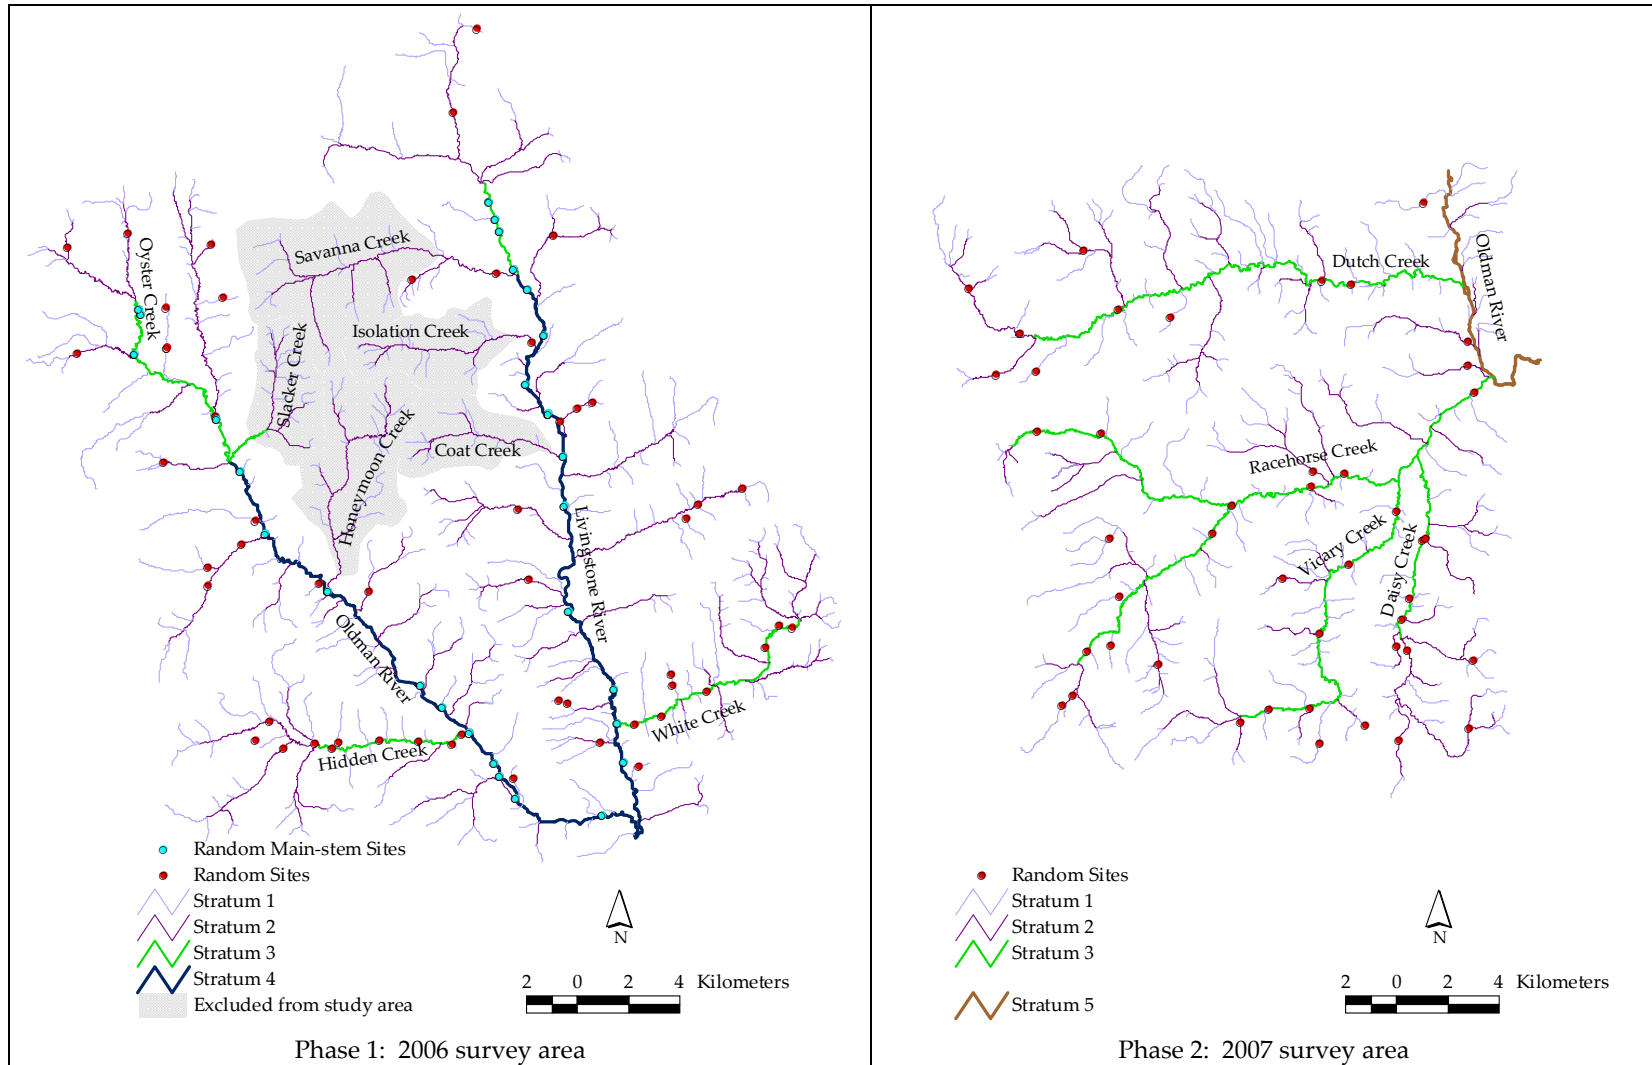 Savanna Creek
Oyster Creek
Isolation Creek
Slacker Creek
Honeymoon Creek
Coat Creek
Livingstone River
Oldman River
White Creek
Hidden Creek
Random Main-stem Sites
Random Sites
Stratum 1
Stratum 2
Stratum 3
Stratum 4
Excluded from study area
N
2 0 2 4 Kilometers
Phase 1: 2006 survey area
Dutch Creek
Oldman River
Racehorse Creek
Vicary Creek
Daisy Creek
Random Sites
Stratum 1
Stratum 2
Stratum 3
Stratum 5
N
2 0 2 4 Kilometers
Phase 2: 2007 survey area